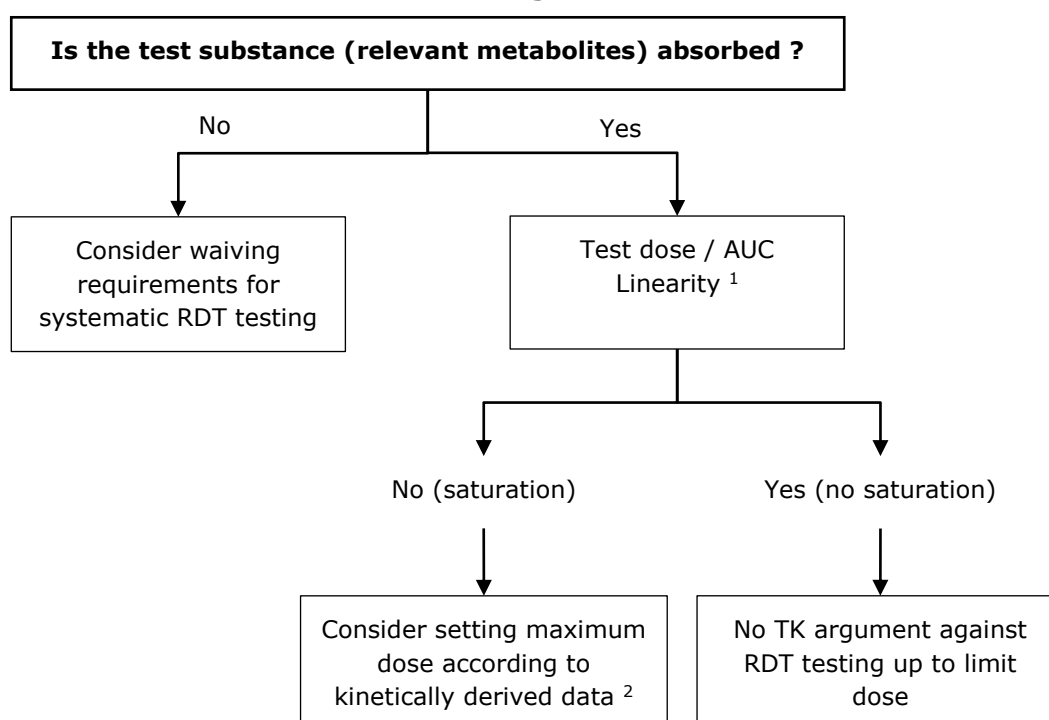 Is the test substance (relevant metabolites) absorbed ?
No
Yes
Consider waiving
requirements for
systematic RDT testing
Test dose / AUC
Linearity ¹
No (saturation)
Yes (no saturation)
Consider setting maximum
dose according to
kinetically derived data ²
No TK argument against
RDT testing up to limit
dose